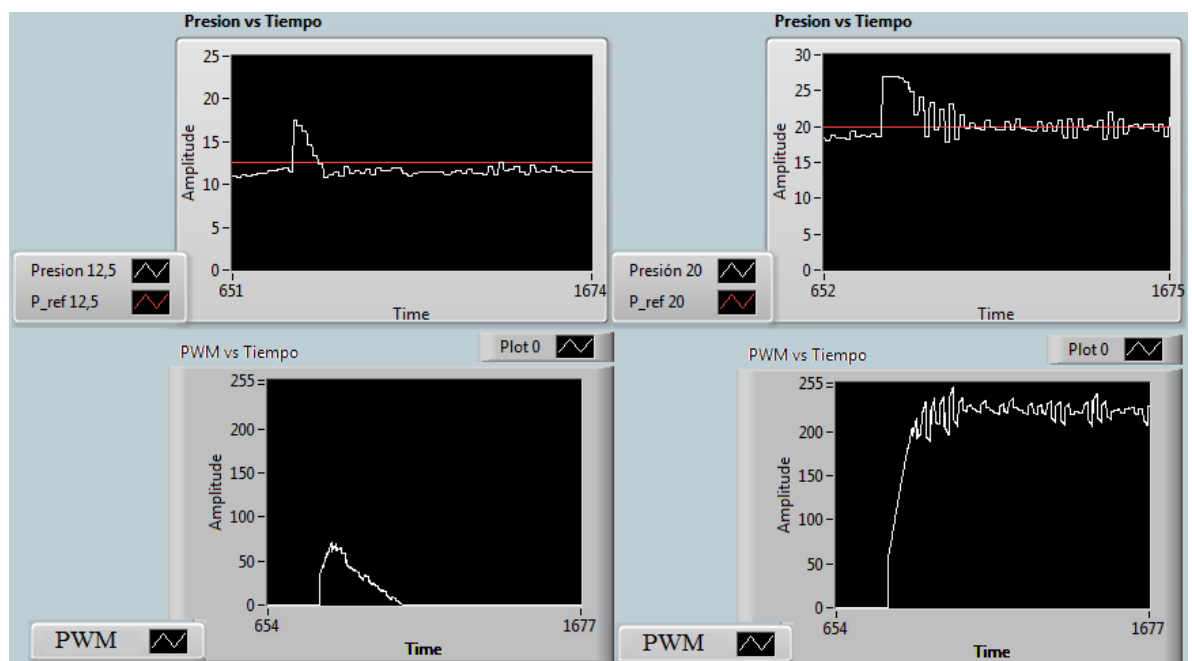 Presion vs Tiempo
25
20
15
10
5
0
Amplitude
651
1674
Time
Presion 12,5
P_ref 12,5
Presion vs Tiempo
30
25
20
15
10
5
0
Amplitude
652
1675
Time
Presión 20
P_ref 20
PWM vs Tiempo
Plot 0
255
200
150
100
50
0
Amplitude
654
1677
Time
PWM
PWM vs Tiempo
Plot 0
255
200
150
100
50
0
Amplitude
654
1677
Time
PWM